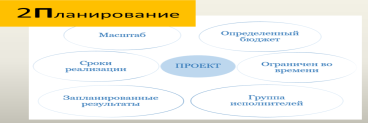 2Планирование
Масштаб
Определенный
бюджет
Сроки
реализации
ПРОЕКТ
Ограничен во
времени
Запланированные
результаты
Группа
исполнителей